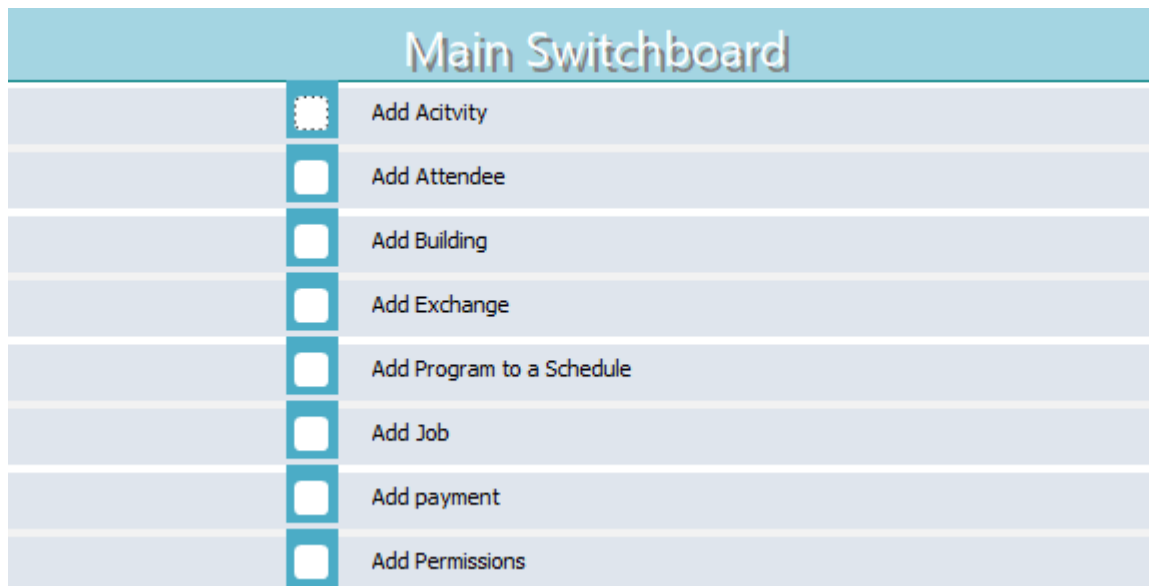 Main Switchboard
Add Acitvity
Add Attendee
Add Building
Add Exchange
Add Program to a Schedule
Add Job
Add payment
Add Permissions